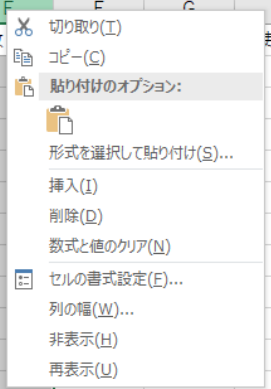 E F G
切り取り(T)
コピー(C)
貼り付けのオプション:
形式を選択して貼り付け(S)...
挿入(I)
削除(D)
数式と値のクリア(N)
セルの書式設定(F)...
列の幅(W)...
非表示(H)
再表示(U)